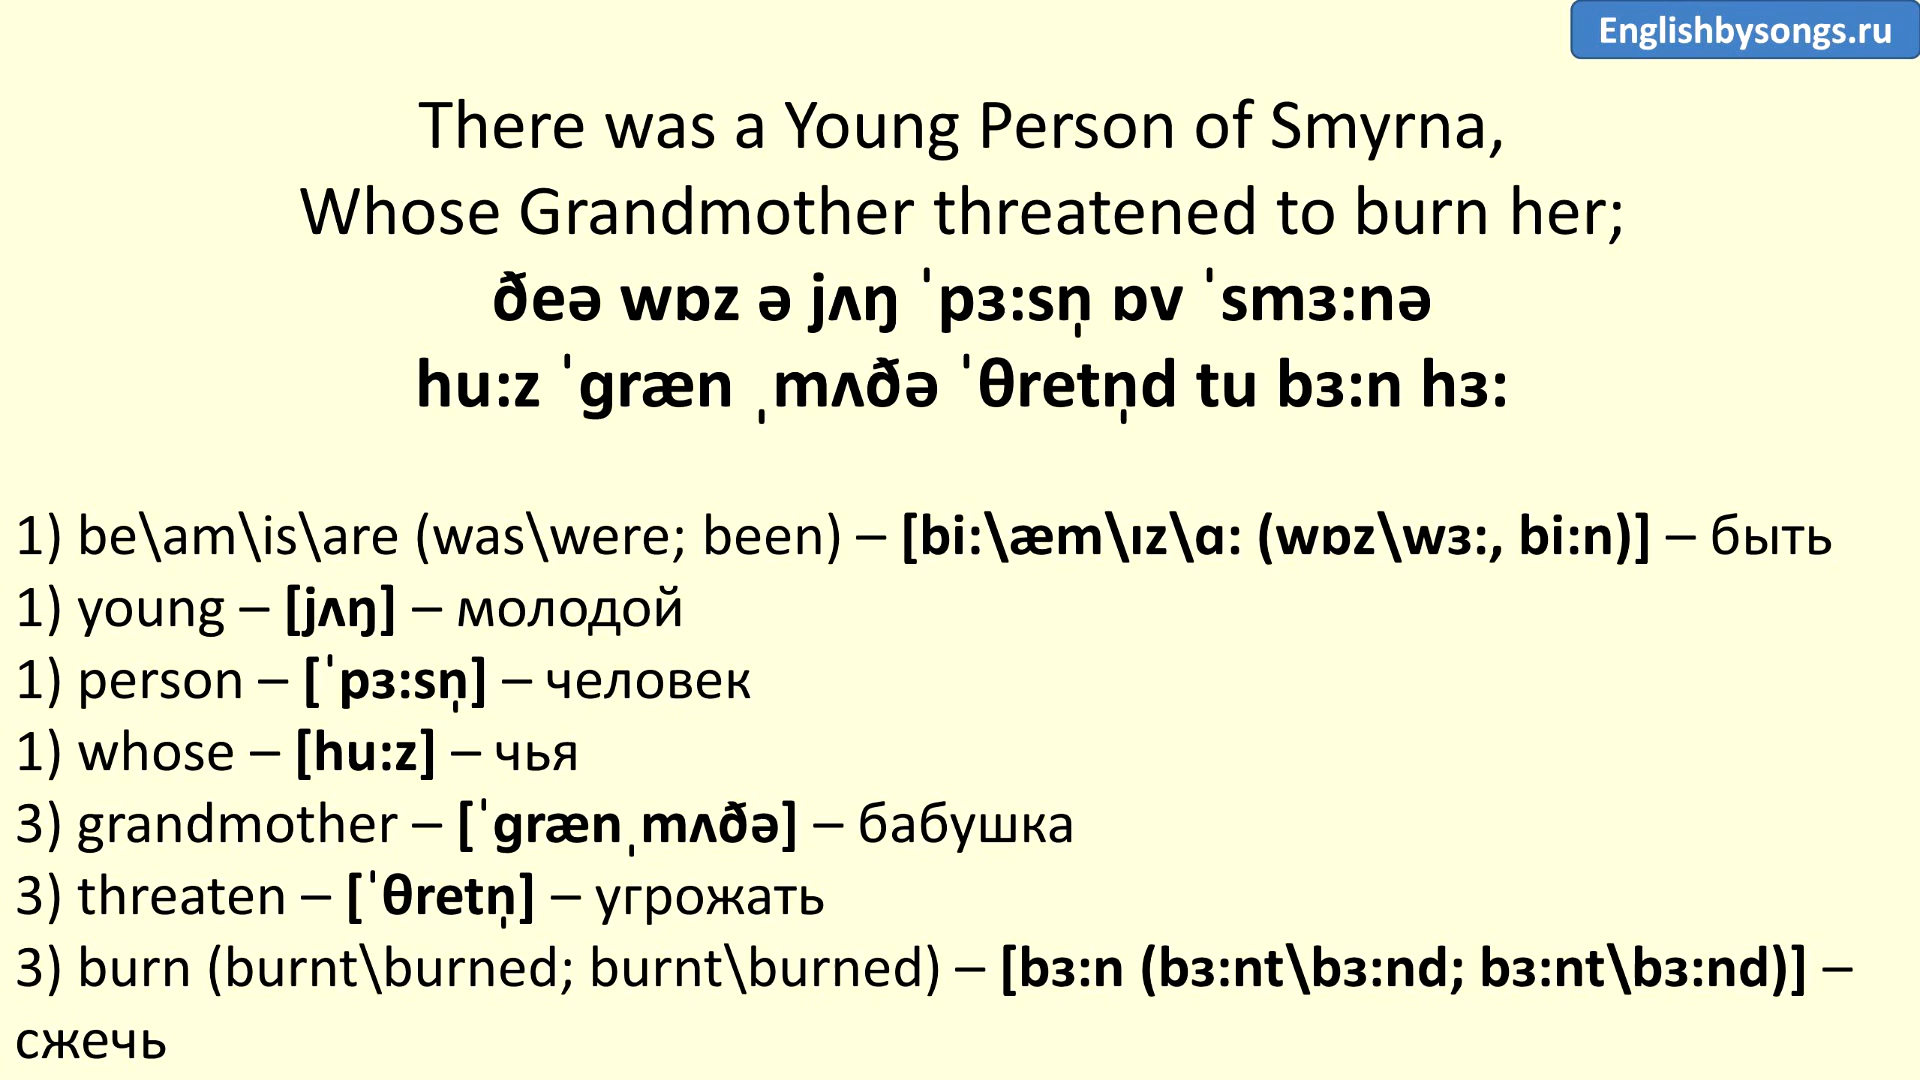 Englishbysongs.ru
There was a Young Person of Smyrna,
Whose Grandmother threatened to burn her;
ðeə wɒz ə jʌŋ ˈpɜ:sn̩ ɒv ˈsmɜ:nə
hu:z ˈɡræn ˌmʌðə ˈθretn̩d tu bɜ:n hɜ:
1) be\am\is\are (was\were; been) – [bi:\æm\ɪz\ɑ: (wɒz\wɜ:, bi:n)] – быть
1) young – [jʌŋ] – молодой
1) person – [ˈpɜ:sn̩] – человек
1) whose – [hu:z] – чья
3) grandmother – [ˈɡrænˌmʌðə] – бабушка
3) threaten – [ˈθretn̩] – угрожать
3) burn (burnt\burned; burnt\burned) – [bɜ:n (bɜ:nt\bɜ:nd; bɜ:nt\bɜ:nd)] –
сжечь